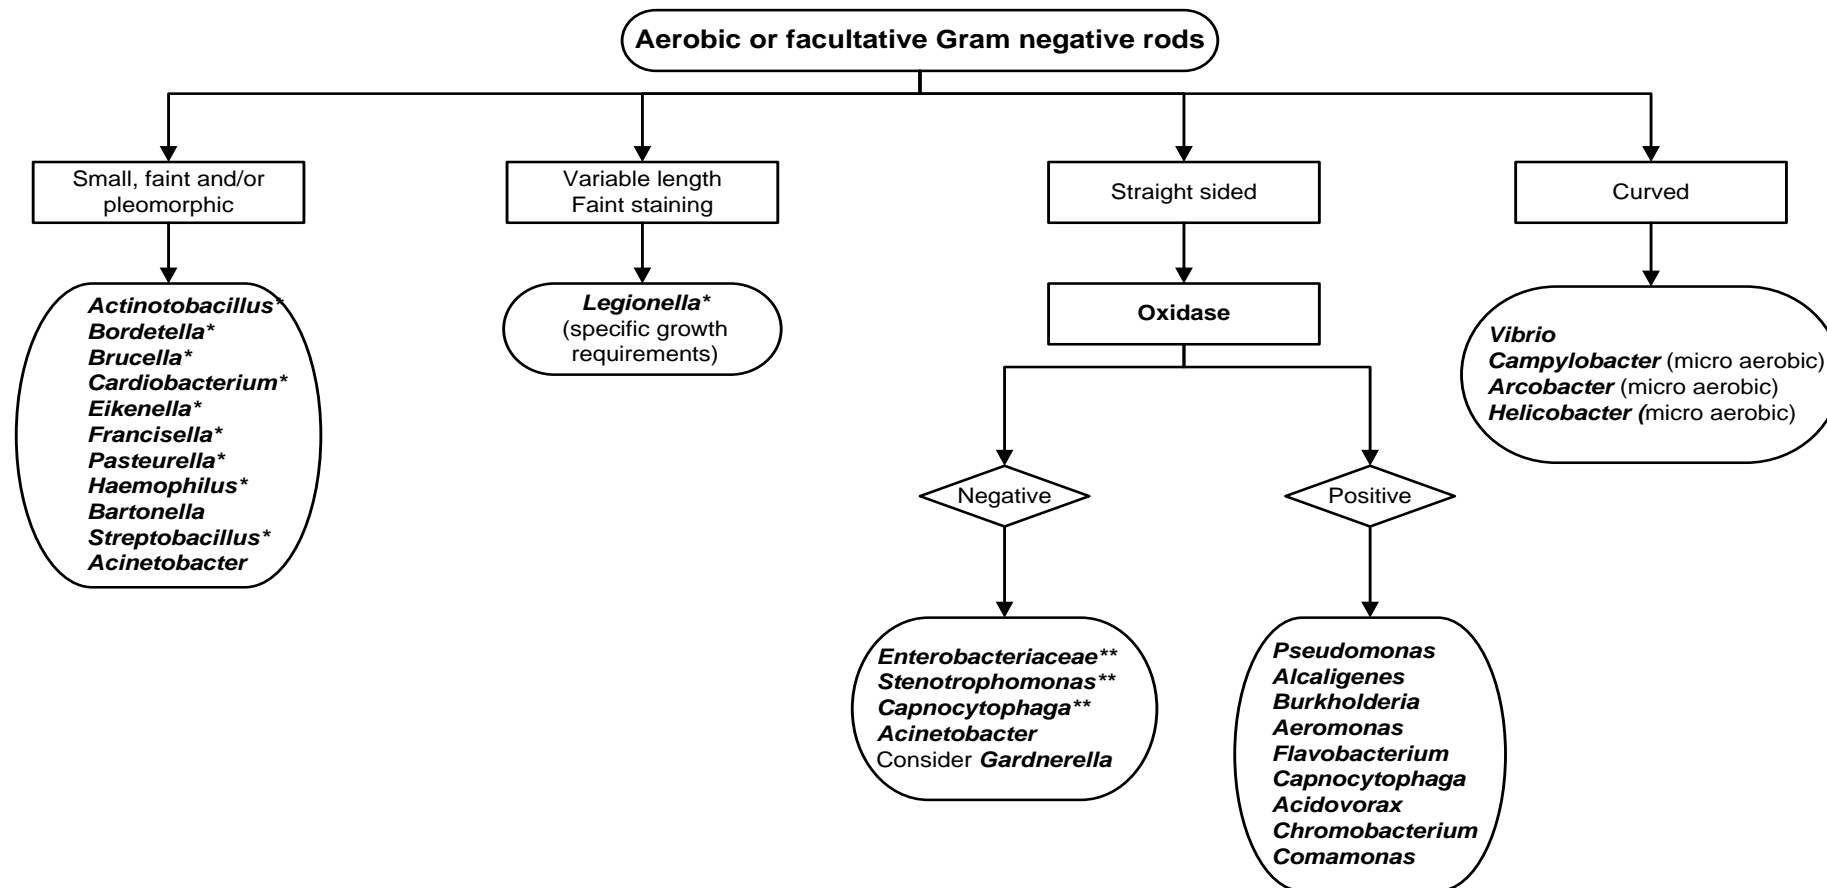 Aerobic or facultative Gram negative rods
Small, faint and/or
pleomorphic
Variable length
Faint staining
Straight sided
Curved
Actinotobacillus*
Bordetella*
Brucella*
Cardiobacterium*
Eikenella*
Francisella*
Pasteurella*
Haemophilus*
Bartonella
Streptobacillus*
Acinetobacter
Legionella*
(specific growth
requirements)
Oxidase
Vibrio
Campylobacter (micro aerobic)
Arcobacter (micro aerobic)
Helicobacter (micro aerobic)
Negative
Positive
Enterobacteriaceae**
Stenotrophomonas**
Capnocytophaga**
Acinetobacter
Consider Gardnerella
Pseudomonas
Alcaligenes
Burkholderia
Aeromonas
Flavobacterium
Capnocytophaga
Acidovorax
Chromobacterium
Comamonas